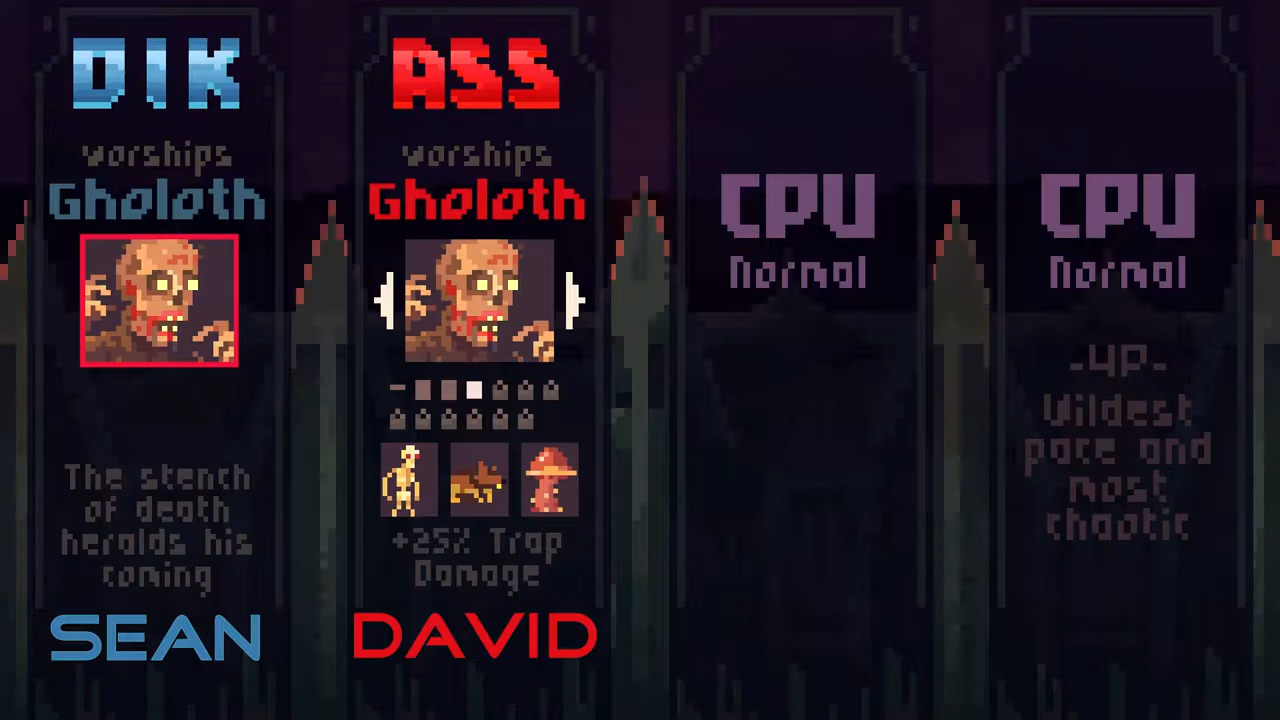 DIK
worships
Gholoth
The stench
of death
heralds his
coming
SEAN
ASS
worships
Gholoth
+25% Trap
Damage
DAVID
CPU
Normal
CPU
Normal
-4P-
Wildest
pace and
most
chaotic